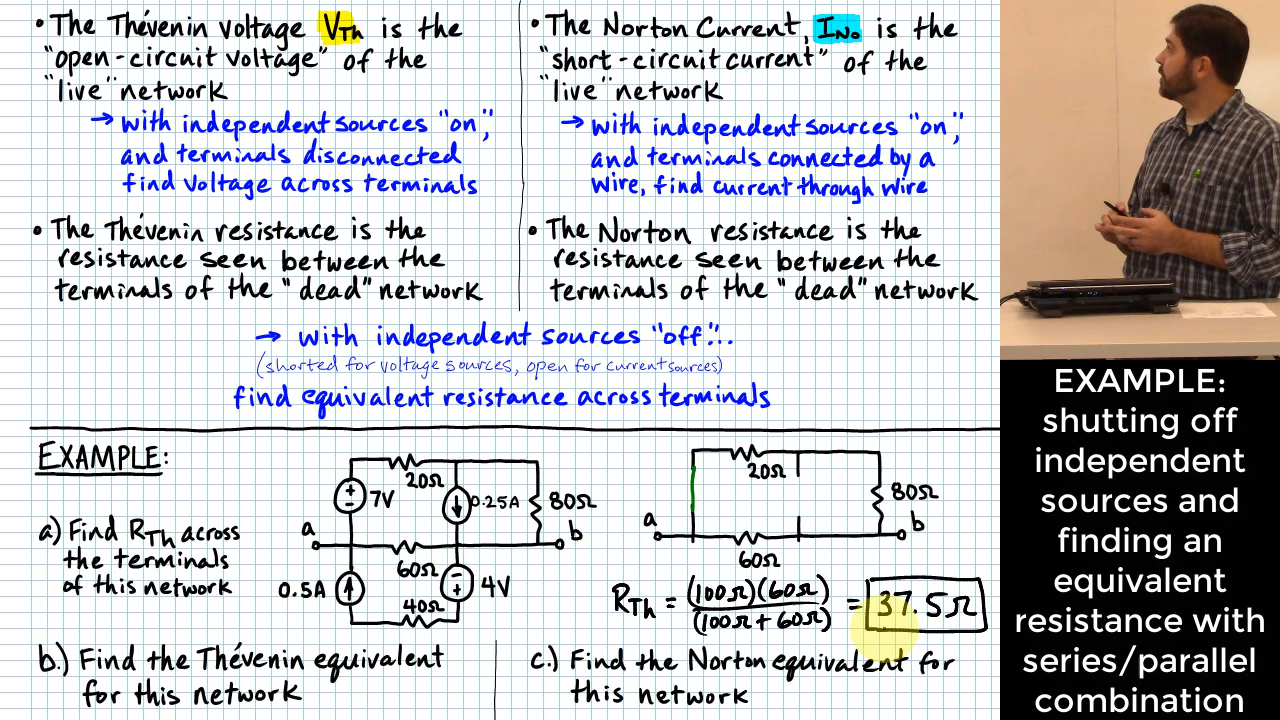 • The Thévenin voltage VTh is the
"open-circuit voltage" of the
"live" network
→ with independent sources "on,"
and terminals disconnected
find voltage across terminals
• The Thévenin resistance is the
resistance seen between the
terminals of the "dead" network
• The Norton Current, INo is the
"short-circuit current" of the
"live" network
→ with independent sources "on,"
and terminals connected by a
wire, find current through wire
• The Norton resistance is the
resistance seen between the
terminals of the "dead" network
→ with independent sources "off"...
(shorted for voltage sources, open for current sources)
find equivalent resistance across terminals
EXAMPLE:
a) Find RTh across
the terminals
of this network
20Ω
+
-
7V
0.25A
80Ω
a
b
60Ω
0.5A
-
+
4V
40Ω
20Ω
80Ω
a
b
60Ω
RTh = (100Ω)(60Ω) / (100Ω + 60Ω) = 37.5Ω
b.) Find the Thévenin equivalent
for this network
c.) Find the Norton equivalent for
this network
EXAMPLE:
shutting off
independent
sources and
finding an
equivalent
resistance with
series/parallel
combination